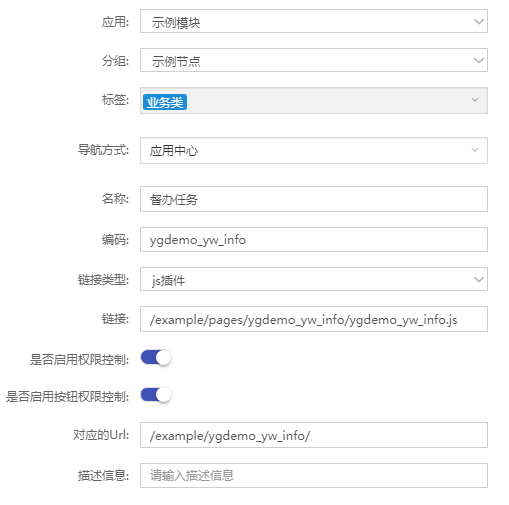 应用: 示例模块
分组: 示例节点
标签: 业务类
导航方式: 应用中心
名称: 督办任务
编码: ygdemo_yw_info
链接类型: js插件
链接: /example/pages/ygdemo_yw_info/ygdemo_yw_info.js
是否启用权限控制:
是否启用按钮权限控制:
对应的Url: /example/ygdemo_yw_info/
描述信息: 请输入描述信息